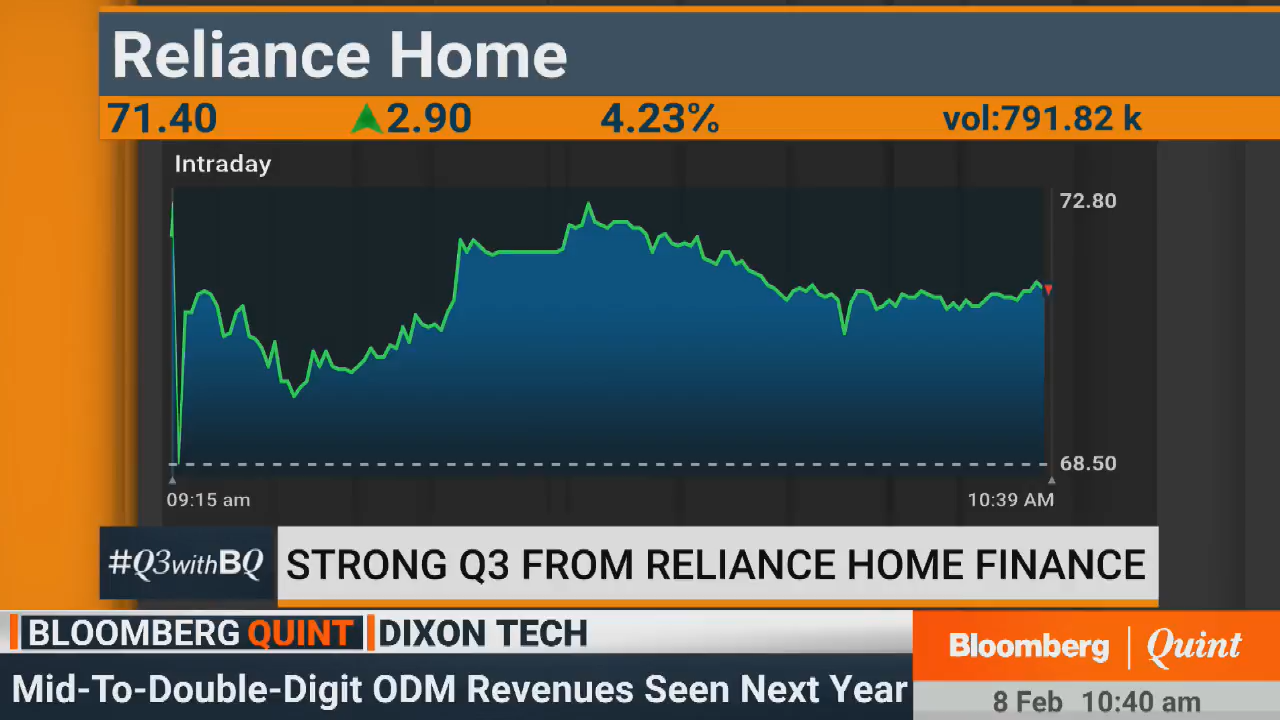 Reliance Home
71.40 2.90 4.23% vol:791.82 k
Intraday
72.80
68.50
09:15 am 10:39 AM
#Q3withBQ STRONG Q3 FROM RELIANCE HOME FINANCE
BLOOMBERG QUINT DIXON TECH
Mid-To-Double-Digit ODM Revenues Seen Next Year
Bloomberg | Quint
8 Feb 10:40 am